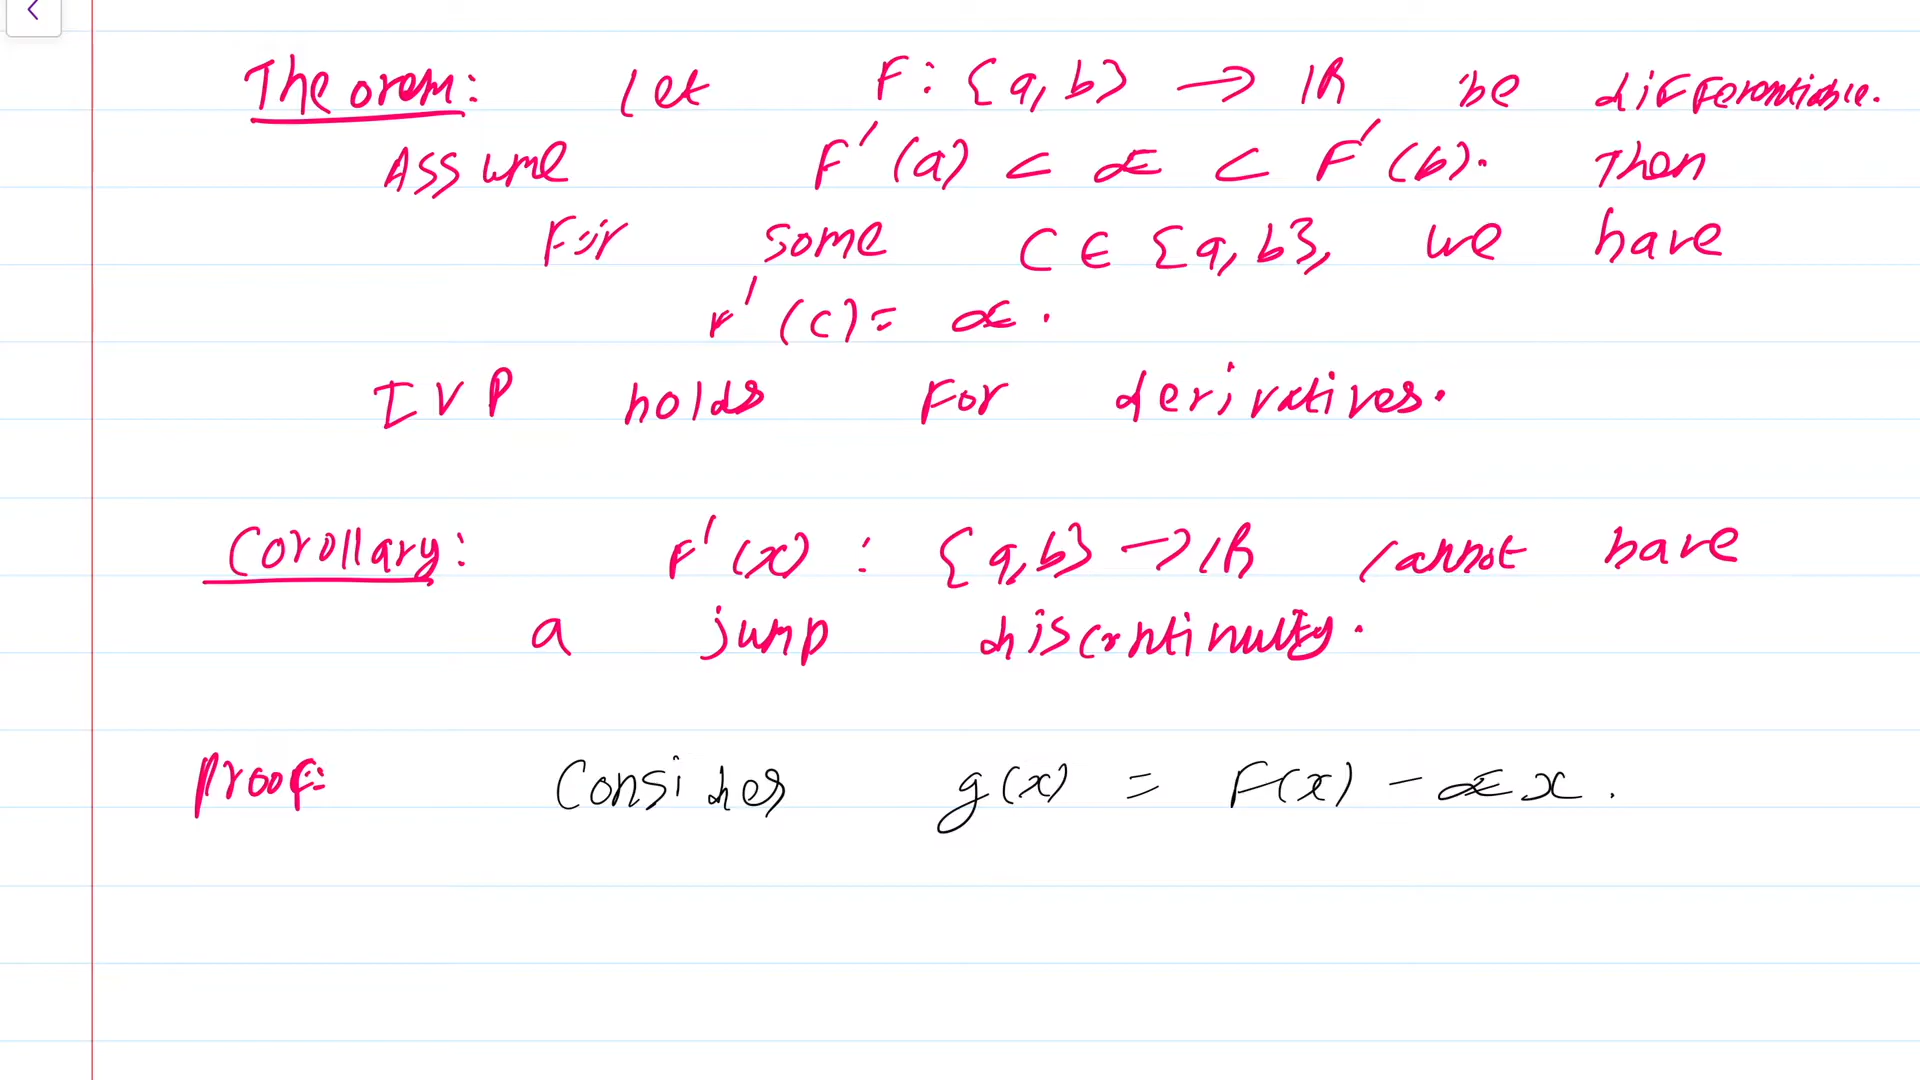 Theorem: Let F: [a, b] → ℝ be differentiable.
Assume F'(a) < α < F'(b). Then
For some c ∈ [a, b], we have
F'(c) = α.
IVP holds For derivatives.
Corollary: F'(x) : [a, b] → ℝ cannot have
a jump discontinuity.
Proof: Consider g(x) = F(x) - αx.